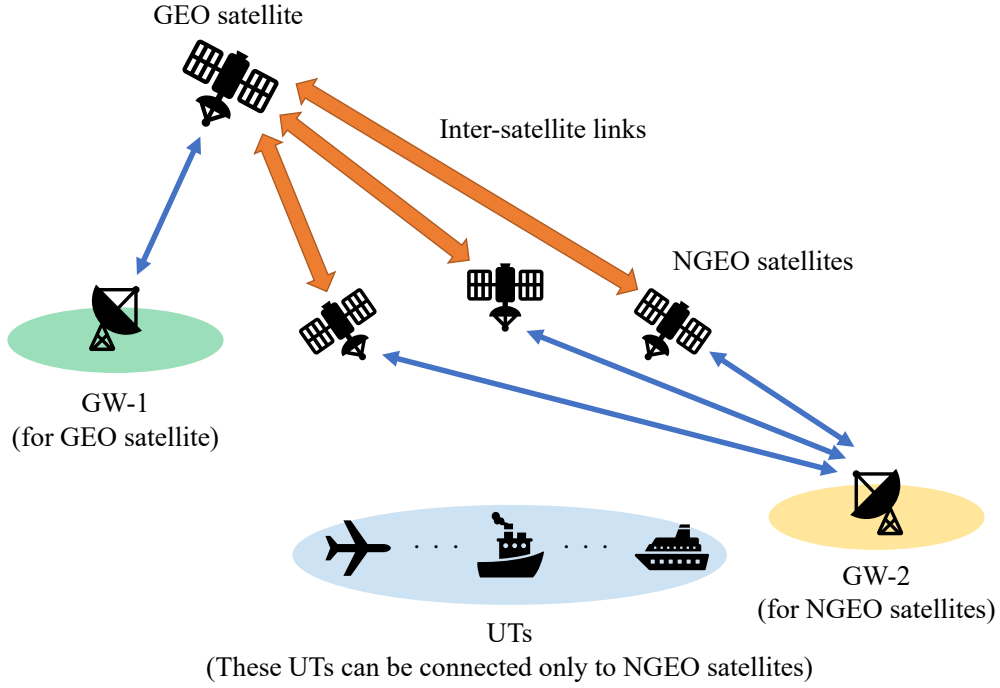 GEO satellite
Inter-satellite links
NGEO satellites
GW-1
(for GEO satellite)
GW-2
(for NGEO satellites)
UTs
(These UTs can be connected only to NGEO satellites)